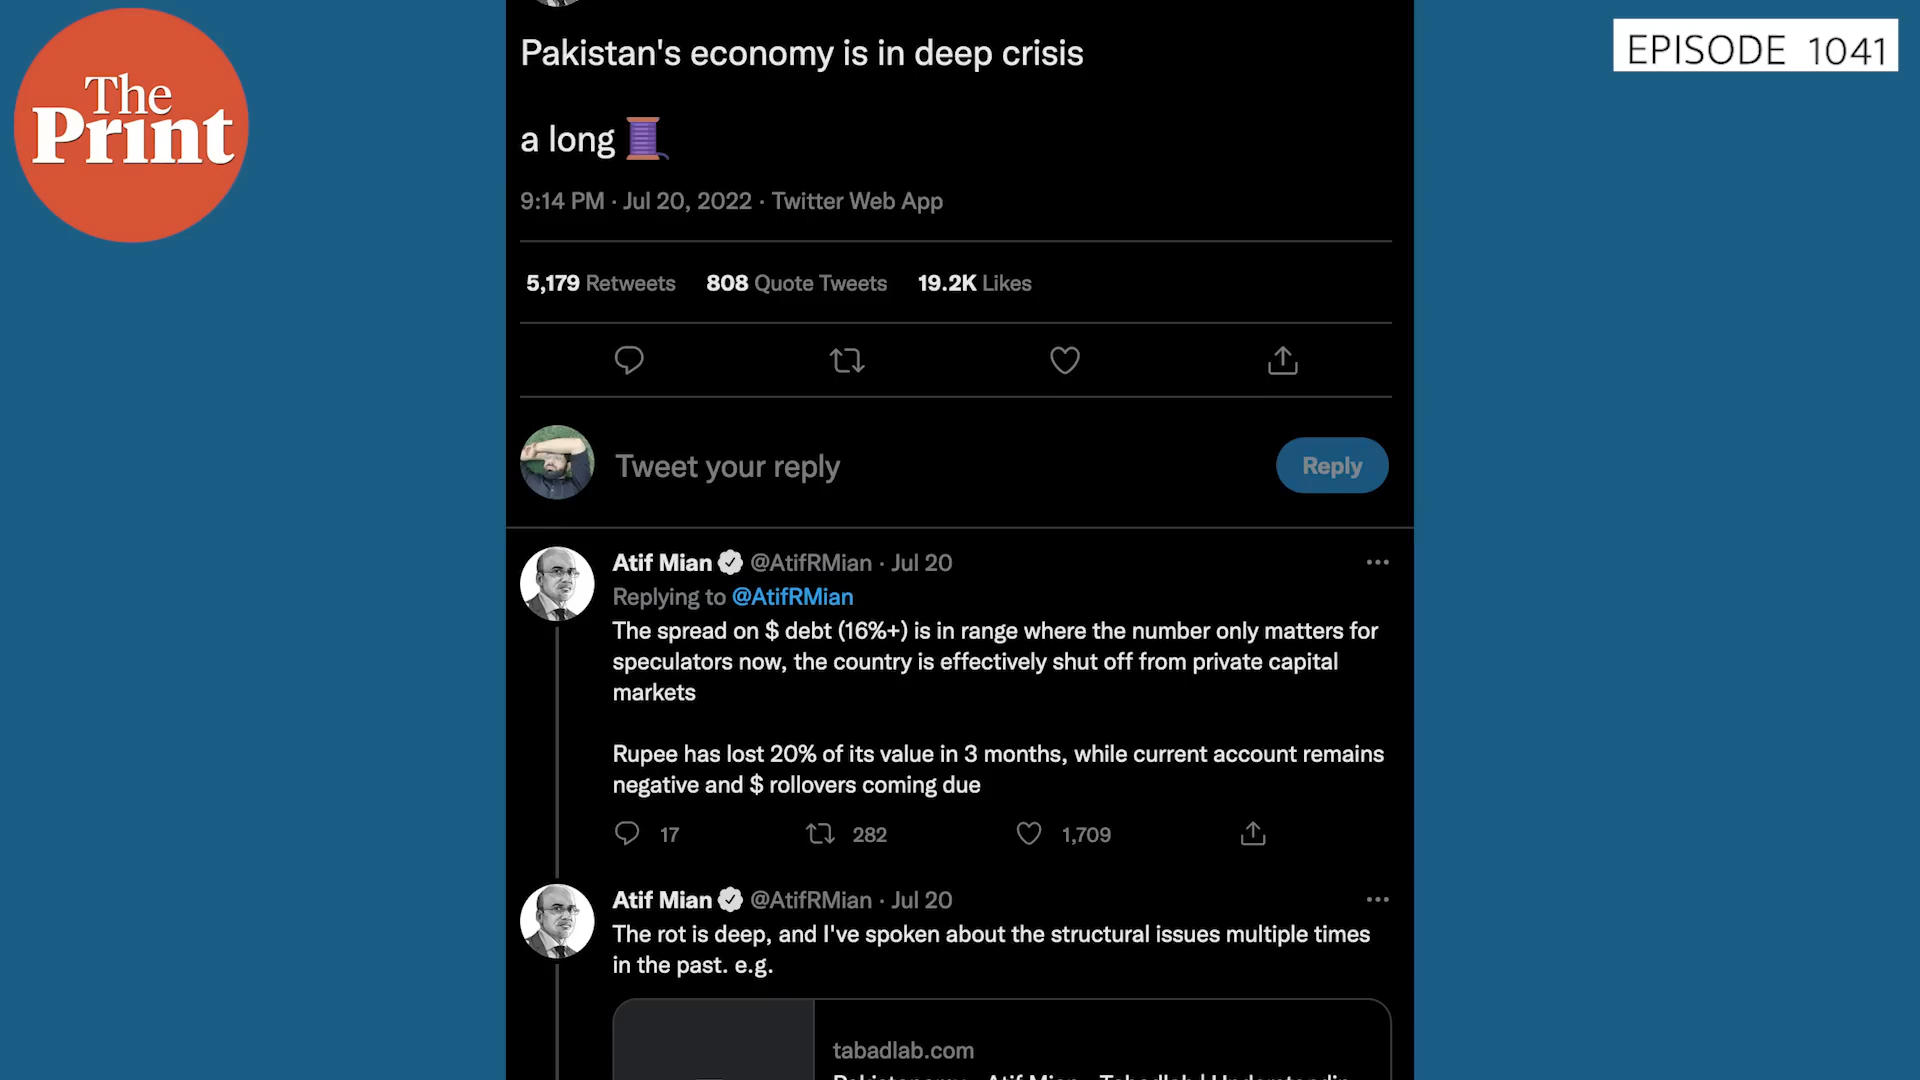 The
Print
EPISODE 1041
Pakistan's economy is in deep crisis
a long 🧵
9:14 PM · Jul 20, 2022 · Twitter Web App
5,179 Retweets 808 Quote Tweets 19.2K Likes
Tweet your reply
Reply
Atif Mian @AtifRMian · Jul 20
Replying to @AtifRMian
The spread on $ debt (16%+) is in range where the number only matters for
speculators now, the country is effectively shut off from private capital
markets
Rupee has lost 20% of its value in 3 months, while current account remains
negative and $ rollovers coming due
17 282 1,709
Atif Mian @AtifRMian · Jul 20
The rot is deep, and I've spoken about the structural issues multiple times
in the past. e.g.
tabadlab.com
Atif Mian